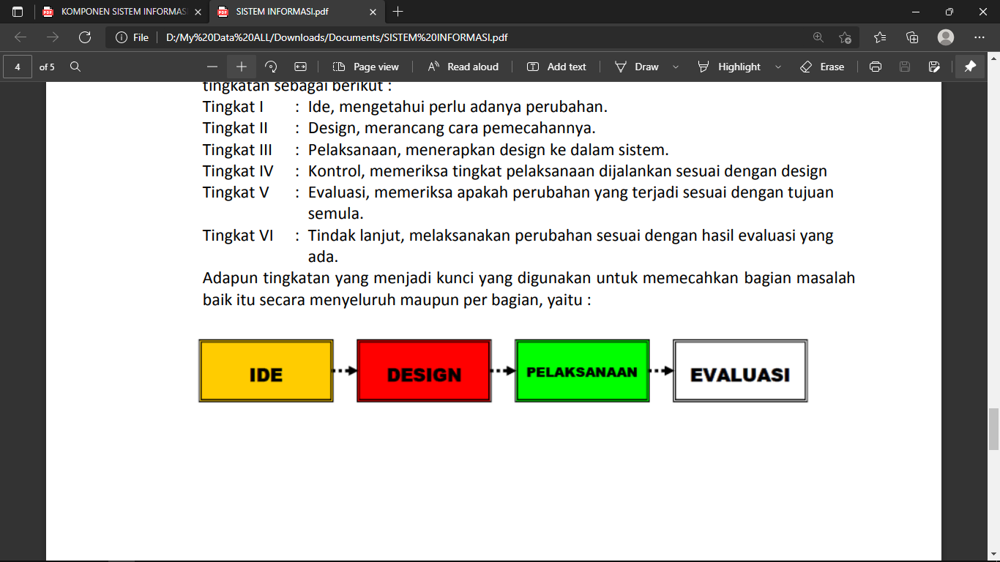 KOMPONEN SISTEM INFORMAS
SISTEM INFORMASI.pdf
File
D:/My%20Data%20ALL/Downloads/Documents/SISTEM%20INFORMASI.pdf
4 of 5
Page view
Read aloud
Add text
Draw
Highlight
Erase
tingkatan sebagai berikut :
Tingkat I : Ide, mengetahui perlu adanya perubahan.
Tingkat II : Design, merancang cara pemecahannya.
Tingkat III : Pelaksanaan, menerapkan design ke dalam sistem.
Tingkat IV : Kontrol, memeriksa tingkat pelaksanaan dijalankan sesuai dengan design
Tingkat V : Evaluasi, memeriksa apakah perubahan yang terjadi sesuai dengan tujuan
semula.
Tingkat VI : Tindak lanjut, melaksanakan perubahan sesuai dengan hasil evaluasi yang
ada.
Adapun tingkatan yang menjadi kunci yang digunakan untuk memecahkan bagian masalah
baik itu secara menyeluruh maupun per bagian, yaitu :
IDE
DESIGN
PELAKSANAAN
EVALUASI